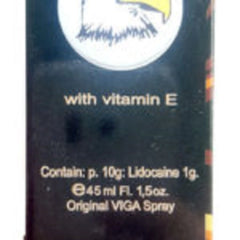 with vitamin E
Contain: p. 10g: Lidocaine 1g.
℮45 ml Fl. 1,5oz.
Original VIGA Spray